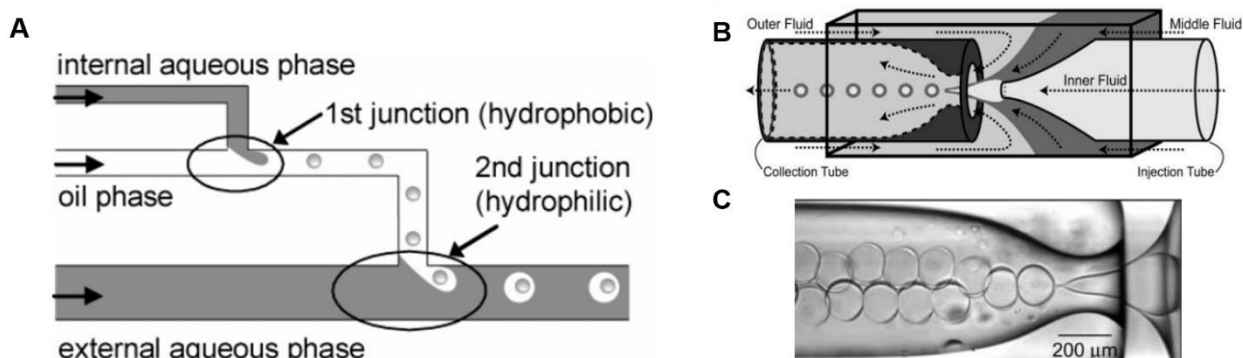 A
internal aqueous phase
1st junction (hydrophobic)
oil phase
2nd junction
(hydrophilic)
external aqueous phase
B
Outer Fluid
Middle Fluid
Inner Fluid
Collection Tube
Injection Tube
C
200 μm